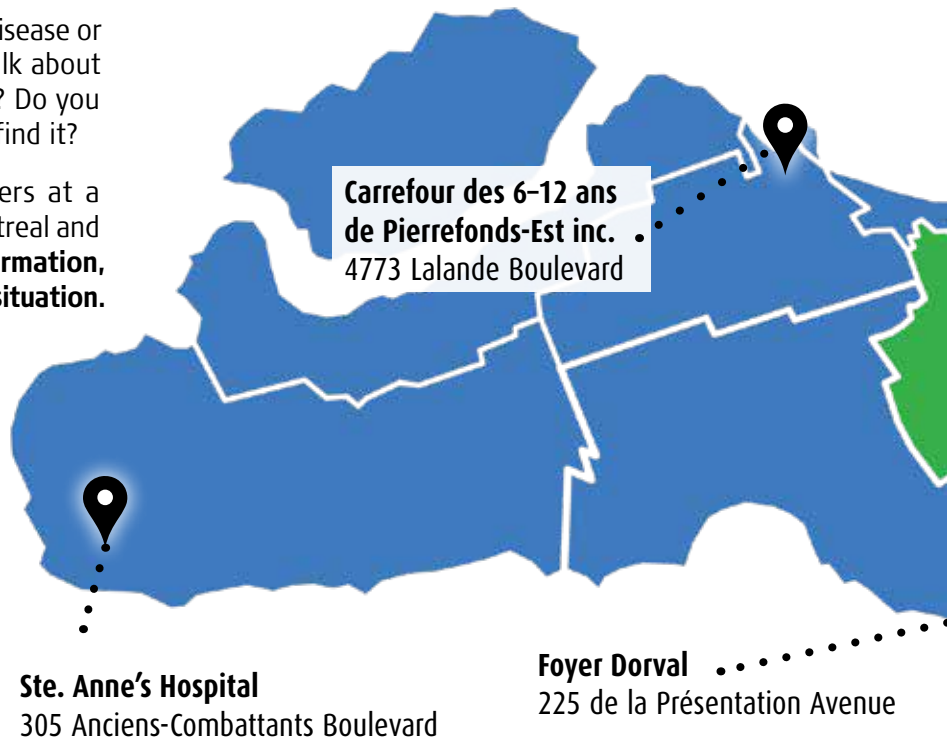 isease or
lk about
? Do you
find it?
ers at a
treal and
rmation,
situation.
Carrefour des 6–12 ans
de Pierrefonds-Est inc.
4773 Lalande Boulevard
Ste. Anne's Hospital
305 Anciens-Combattants Boulevard
Foyer Dorval
225 de la Présentation Avenue